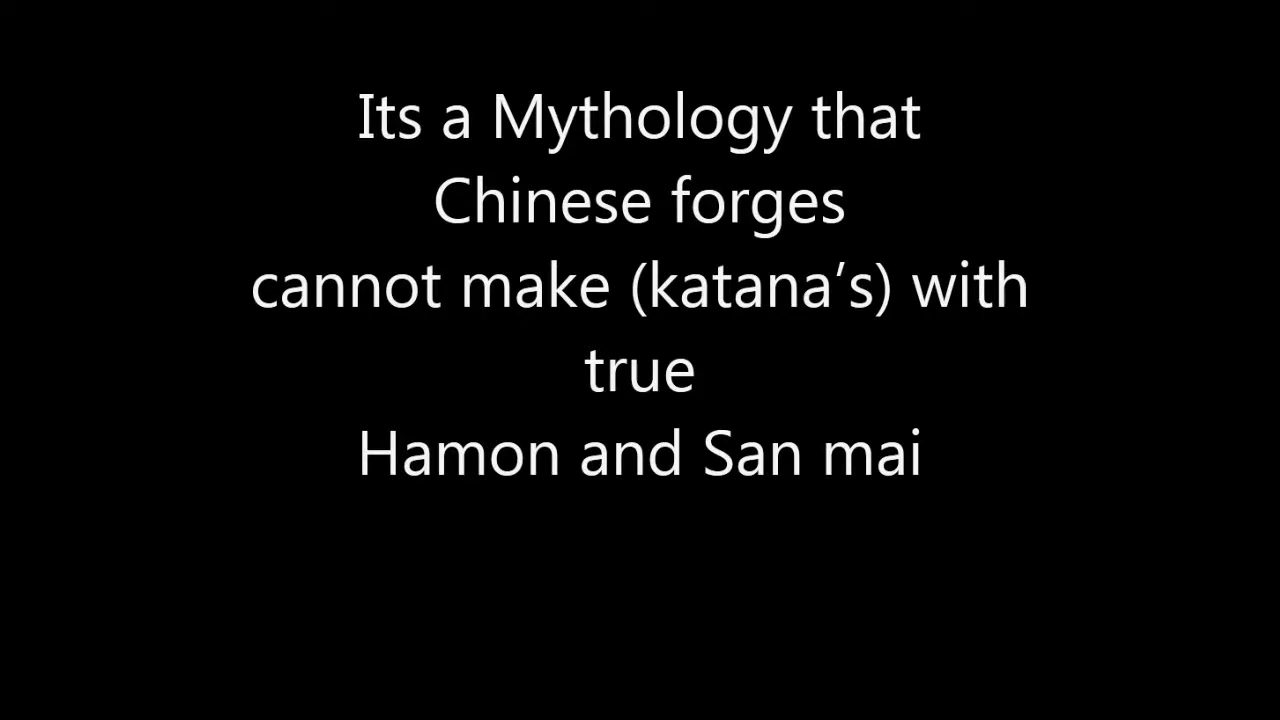 Its a Mythology that
Chinese forges
cannot make (katana’s) with
true
Hamon and San mai